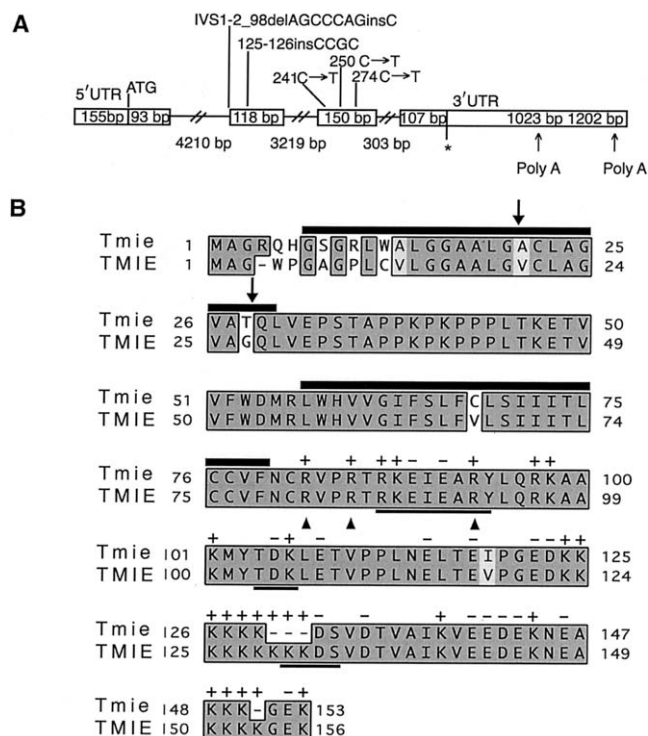 A
IVS1-2_98delAGCCCAGinsC
125-126insCCGC
250 C→T
241C→T 274 C→T
5'UTR ATG 3'UTR
155bp 93 bp 118 bp 150 bp 107 bp 1023 bp 1202 bp
4210 bp 3219 bp 303 bp *
Poly A Poly A
B
Tmie 1 MAGRQHGSGRLWALGGAALGACLAG 25
TMIE 1 MAG-WPGAGPLCVLGGAALGVCLAG 24
Tmie 26 VATQLVEPSTAPPKPKPPPLTKETV 50
TMIE 25 VAGQLVEPSTAPPKPKPPPLTKETV 49
Tmie 51 VFWDMRLWHVVGIFSLFCLSIIITL 75
TMIE 50 VFWDMRLWHVVGIFSLFVLSIIITL 74
+ + ++ - - + ++
Tmie 76 CCVFNCRVPRTRKEIEARYLQRKAA 100
TMIE 75 CCVFNCRVPRTRKEIEARYLQRKAA 99
+ - + - - - - - + +
Tmie 101 KMYTDKLETVPPLNELTEIPGEDKK 125
TMIE 100 KMYTDKLETVPPLNELTEVPGEDKK 124
+++++++- - + - - - - + -
Tmie 126 KKKK---DSVDTVAIKVEEDEKNEA 147
TMIE 125 KKKKKKKDSVDTVAIKVEEDEKNEA 149
++++ -+
Tmie 148 KKK-GEK 153
TMIE 150 KKKKGEK 156